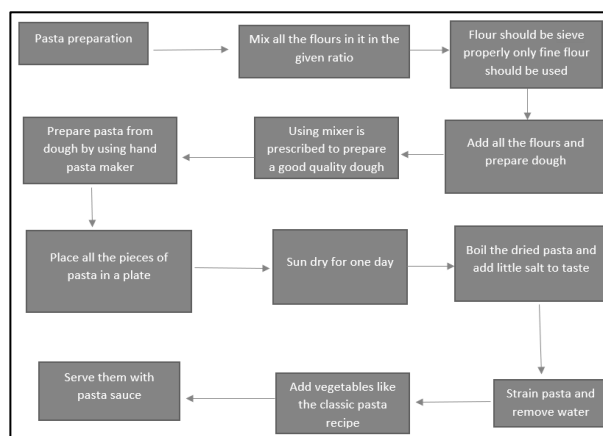 Pasta preparation
Mix all the flours in it in the
given ratio
Flour should be sieve
properly only fine flour
should be used
Add all the flours and
prepare dough
Using mixer is
prescribed to prepare
a good quality dough
Prepare pasta from
dough by using hand
pasta maker
Place all the pieces of
pasta in a plate
Sun dry for one day
Boil the dried pasta and
add little salt to taste
Strain pasta and
remove water
Add vegetables like
the classic pasta
recipe
Serve them with
pasta sauce